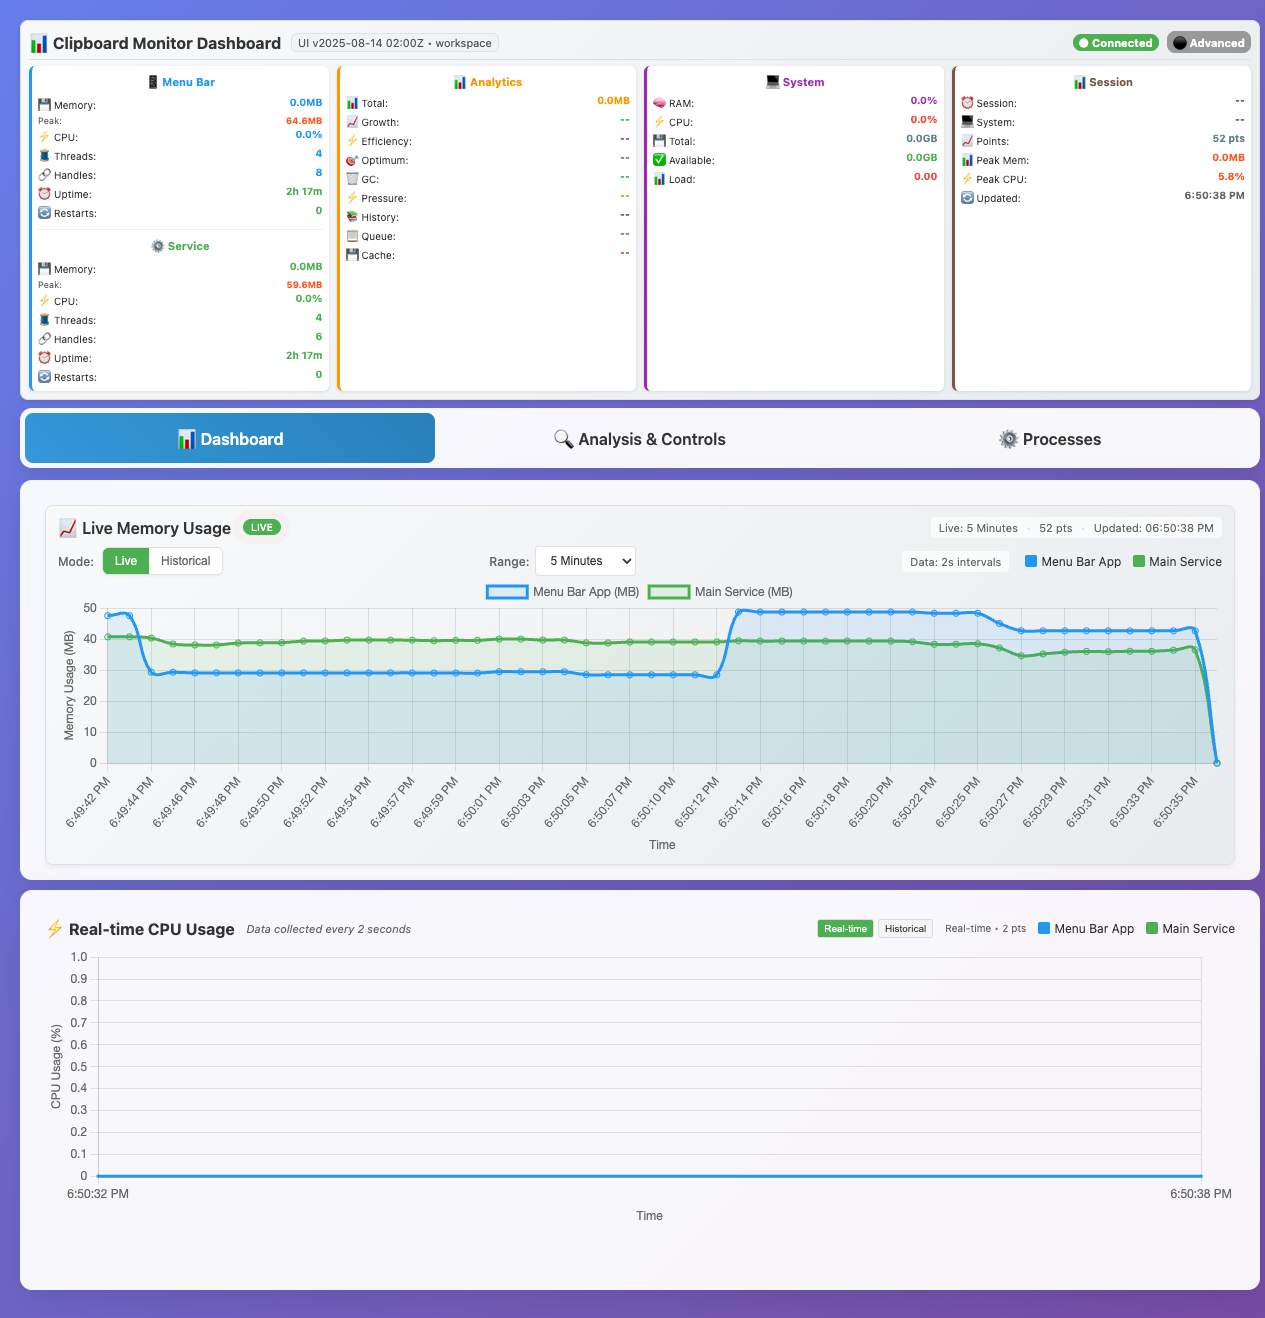 Clipboard Monitor Dashboard
UI v2025-08-14 02:00Z • workspace
Connected
Advanced
Menu Bar
Memory: 0.0MB
Peak: 64.6MB
CPU: 0.0%
Threads: 4
Handles: 8
Uptime: 2h 17m
Restarts: 0
Service
Memory: 0.0MB
Peak: 59.6MB
CPU: 0.0%
Threads: 4
Handles: 6
Uptime: 2h 17m
Restarts: 0
Analytics
Total: 0.0MB
Growth: --
Efficiency: --
Optimum: --
GC: --
Pressure: --
History: --
Queue: --
Cache: --
System
RAM: 0.0%
CPU: 0.0%
Total: 0.0GB
Available: 0.0GB
Load: 0.00
Session
Session: --
System: --
Points: 52 pts
Peak Mem: 0.0MB
Peak CPU: 5.8%
Updated: 6:50:38 PM
Dashboard
Analysis & Controls
Processes
Live Memory Usage LIVE
Live: 5 Minutes · 52 pts · Updated: 06:50:38 PM
Mode: Live Historical
Range: 5 Minutes
Data: 2s intervals
Menu Bar App Main Service
Menu Bar App (MB) Main Service (MB)
Memory Usage (MB)
50
40
30
20
10
0
6:49:42 PM
6:49:44 PM
6:49:46 PM
6:49:48 PM
6:49:50 PM
6:49:52 PM
6:49:54 PM
6:49:57 PM
6:49:59 PM
6:50:01 PM
6:50:03 PM
6:50:05 PM
6:50:07 PM
6:50:10 PM
6:50:12 PM
6:50:14 PM
6:50:16 PM
6:50:18 PM
6:50:20 PM
6:50:22 PM
6:50:25 PM
6:50:27 PM
6:50:29 PM
6:50:31 PM
6:50:33 PM
6:50:35 PM
Time
Real-time CPU Usage Data collected every 2 seconds
Real-time Historical Real-time • 2 pts Menu Bar App Main Service
CPU Usage (%)
1.0
0.9
0.8
0.7
0.6
0.5
0.4
0.3
0.2
0.1
0
6:50:32 PM
6:50:38 PM
Time